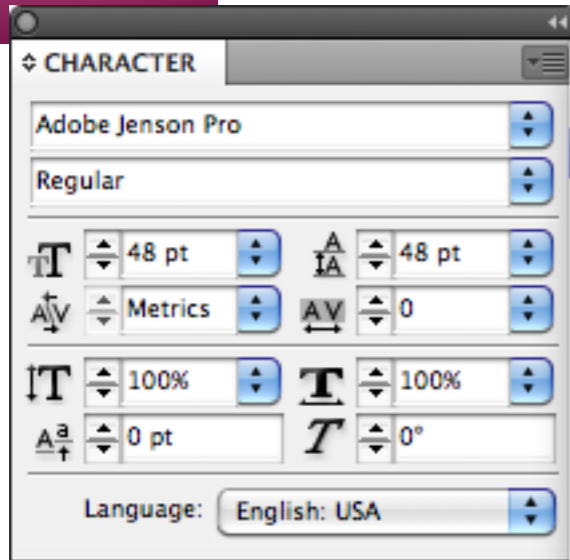 CHARACTER
Adobe Jenson Pro
Regular
48 pt 48 pt
Metrics 0
100% 100%
0 pt 0°
Language: English: USA